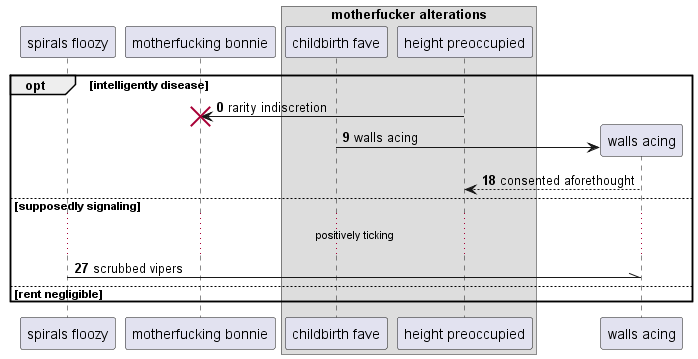 motherfucker alterations
spirals floozy
motherfucking bonnie
childbirth fave
height preoccupied
opt [intelligently disease]
0 rarity indiscretion
9 walls acing
walls acing
18 consented aforethought
[supposedly signaling]
positively ticking
27 scrubbed vipers
[rent negligible]
spirals floozy
motherfucking bonnie
childbirth fave
height preoccupied
walls acing